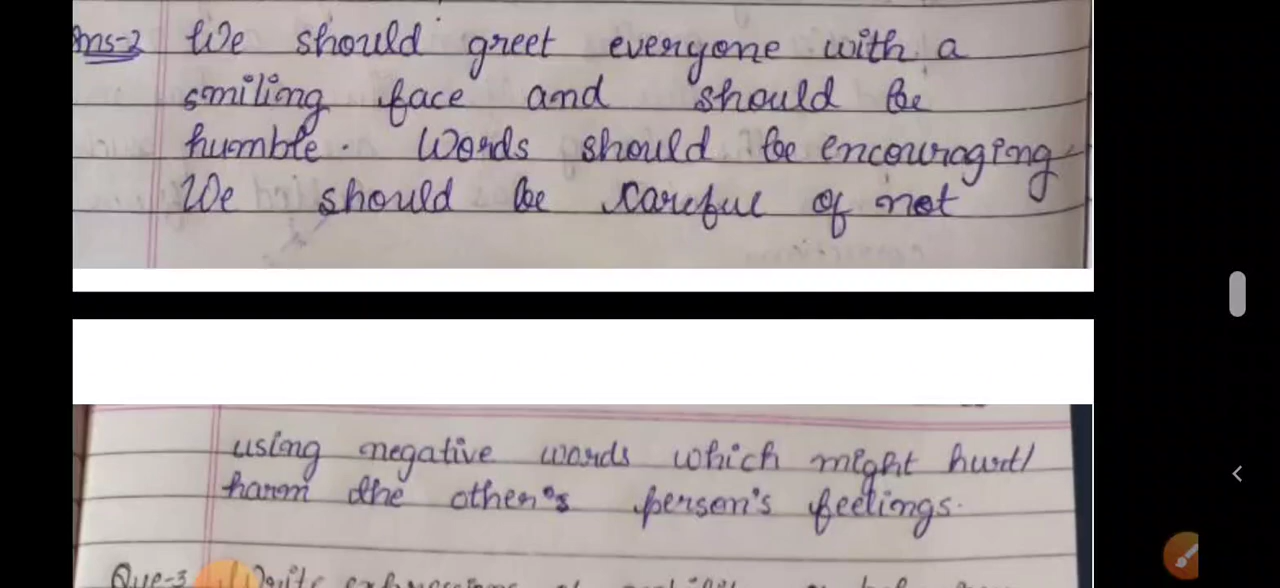 Ans-2 We should greet everyone with a
smiling face and should be
humble. Words should be encouraging
We should be careful of not
using negative words which might hurt/
harm the other's person's feelings.
Que-3 Write